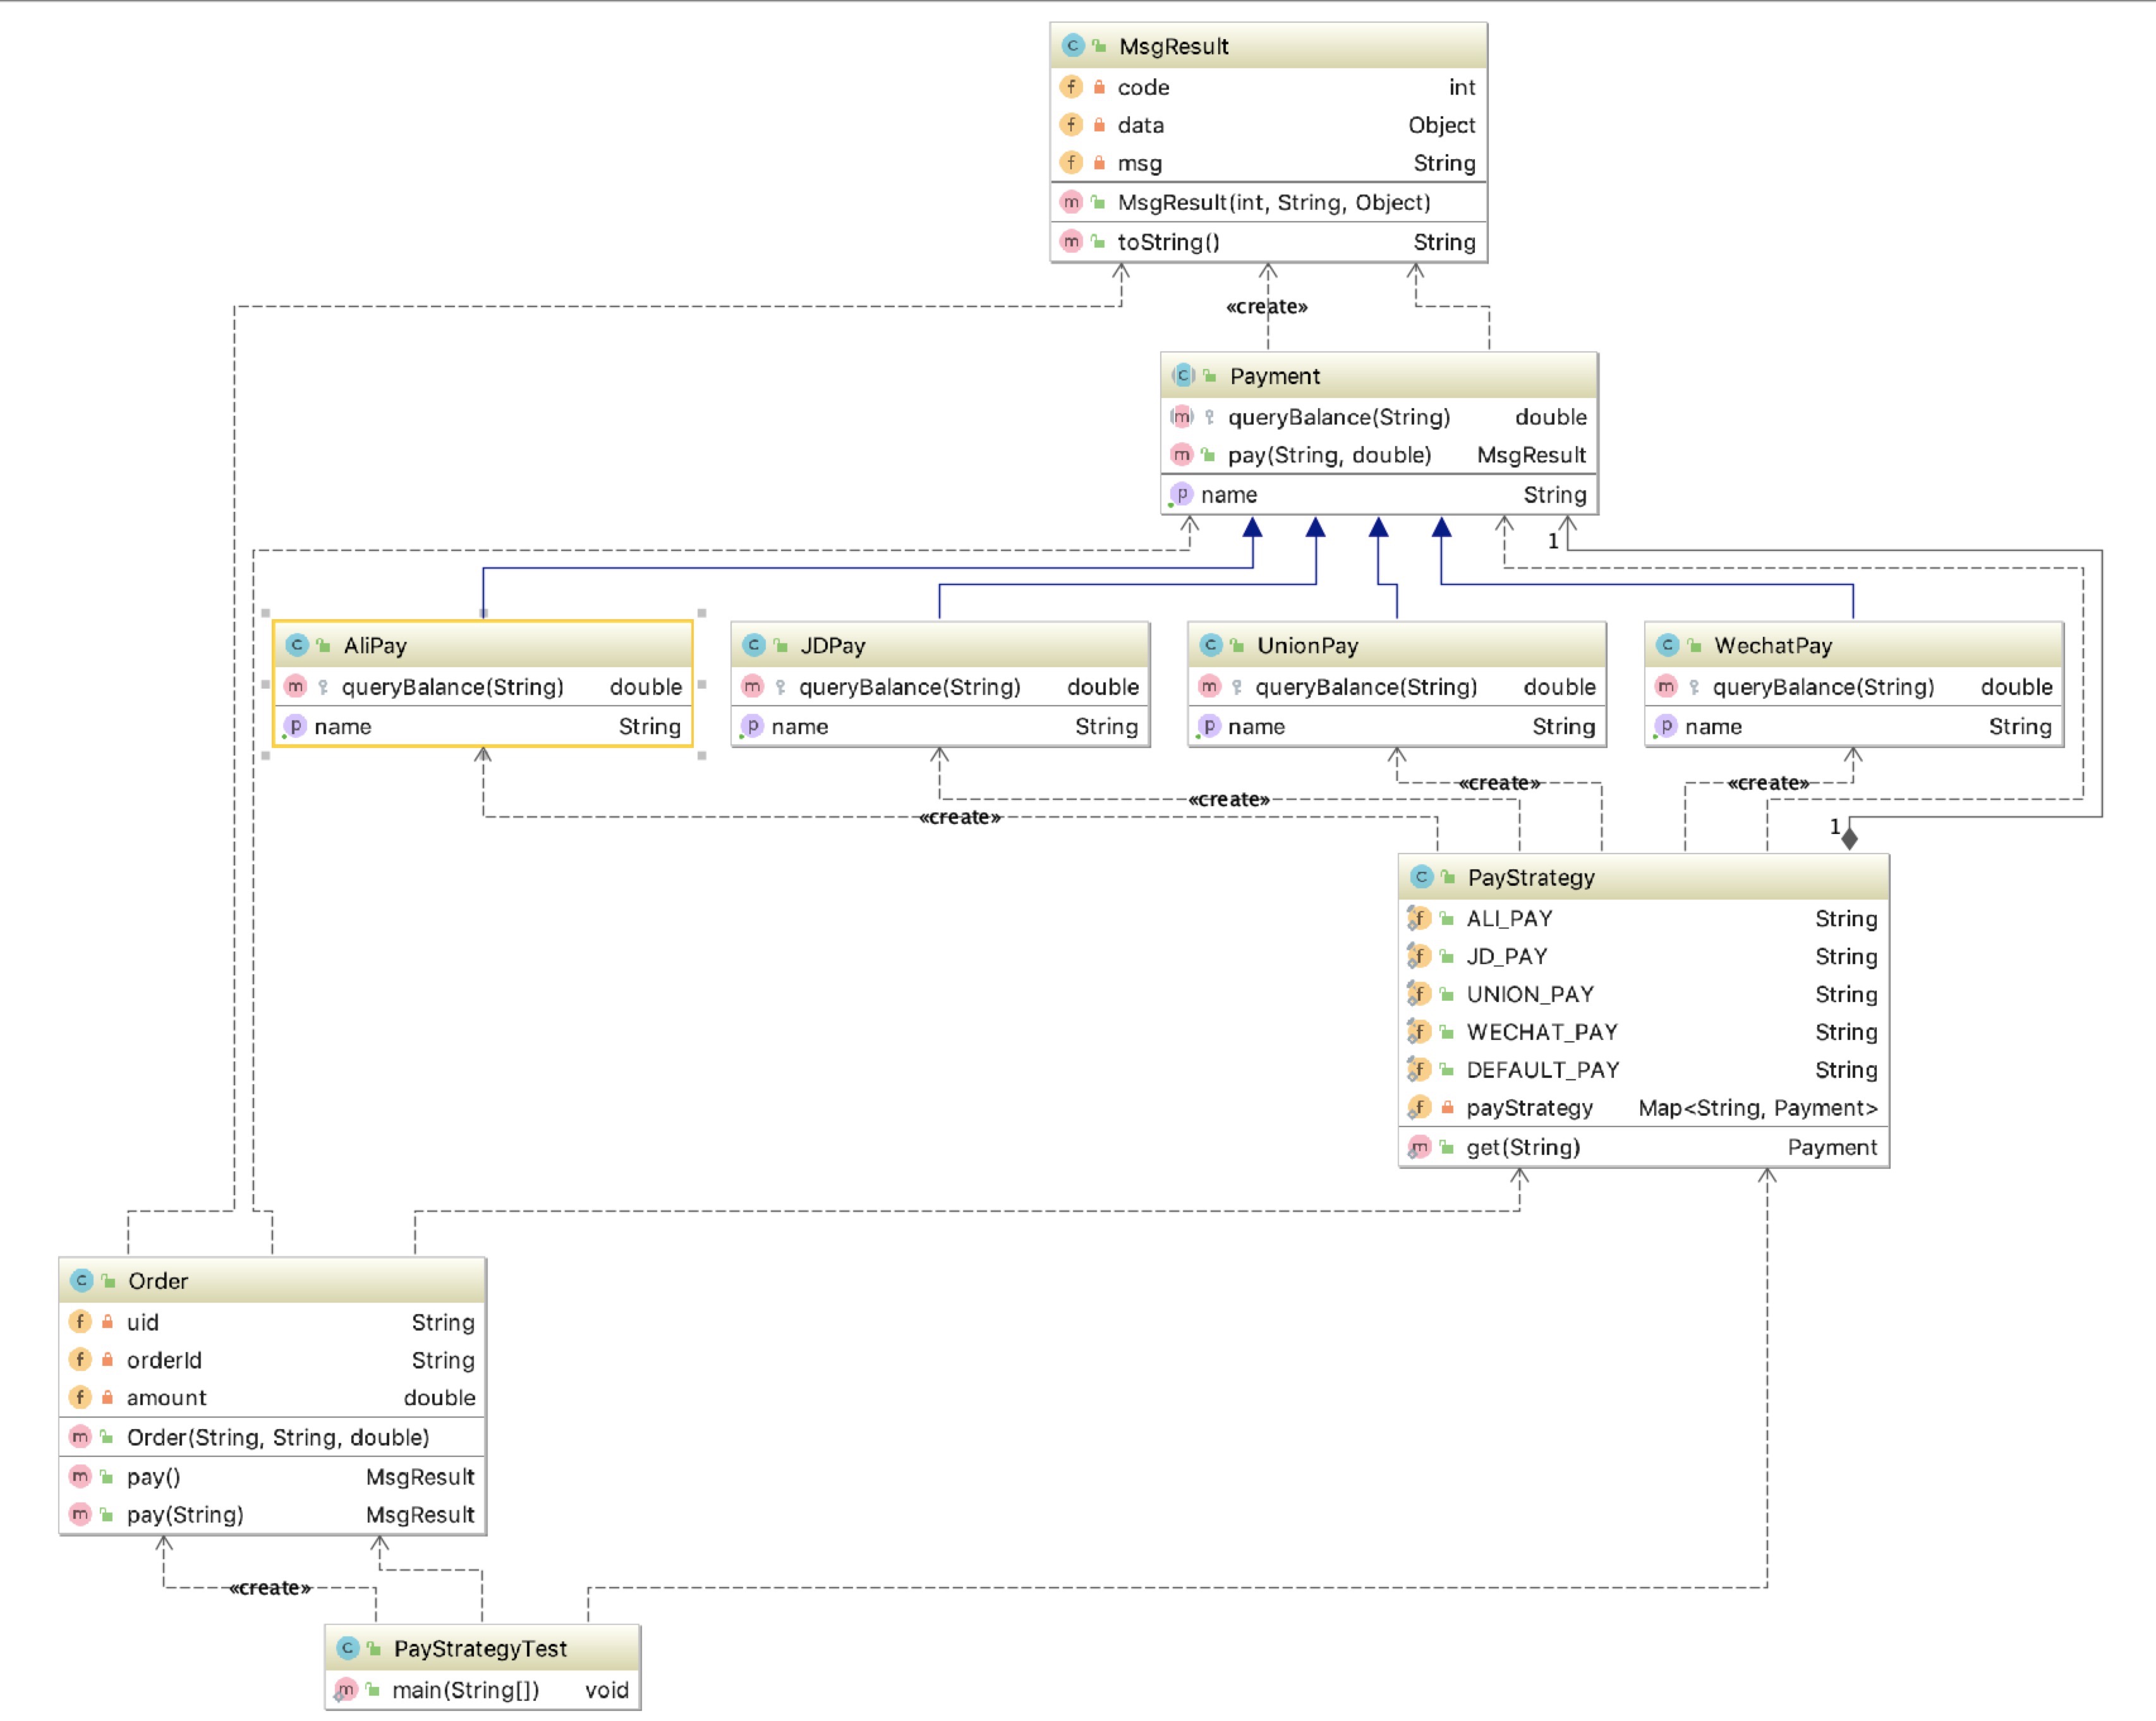 MsgResult
code int
data Object
msg String
MsgResult(int, String, Object)
toString() String
«create»
Payment
queryBalance(String) double
pay(String, double) MsgResult
name String
1
AliPay
queryBalance(String) double
name String
JDPay
queryBalance(String) double
name String
UnionPay
queryBalance(String) double
name String
WechatPay
queryBalance(String) double
name String
«create»
«create»
«create»
«create»
1
PayStrategy
ALI_PAY String
JD_PAY String
UNION_PAY String
WECHAT_PAY String
DEFAULT_PAY String
payStrategy Map<String, Payment>
get(String) Payment
Order
uid String
orderId String
amount double
Order(String, String, double)
pay() MsgResult
pay(String) MsgResult
«create»
PayStrategyTest
main(String[]) void